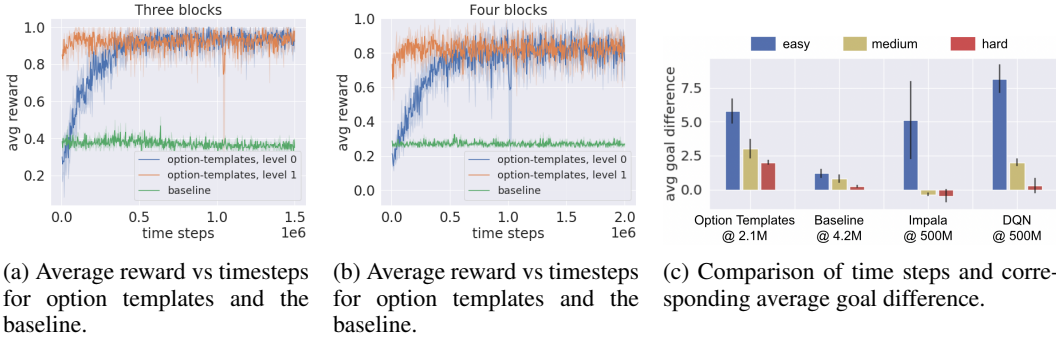 Three blocks
1.0
0.8
0.6
0.4
0.2
avg reward
option-templates, level 0
option-templates, level 1
baseline
0.0
0.5
1.0
1.5
time steps
1e6
Four blocks
1.0
0.8
0.6
0.4
0.2
0.0
avg reward
option-templates, level 0
option-templates, level 1
baseline
0.0
0.5
1.0
1.5
2.0
time steps
1e6
easy
medium
hard
7.5
5.0
2.5
0.0
avg goal difference
Option Templates
@ 2.1M
Baseline
@ 4.2M
Impala
@ 500M
DQN
@ 500M
(a) Average reward vs timesteps
for option templates and the
baseline.
(b) Average reward vs timesteps
for option templates and the
baseline.
(c) Comparison of time steps and corre-
sponding average goal difference.